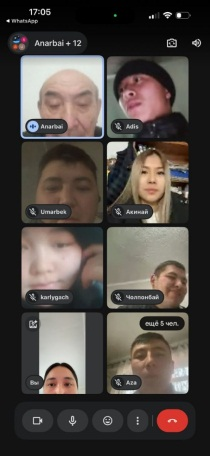 17:05
WhatsApp
Anarbai + 12
Anarbai
Adis
Umarbek
Акинай
karlygach
Чолпонбай
ещё 5 чел.
Вы
Aza